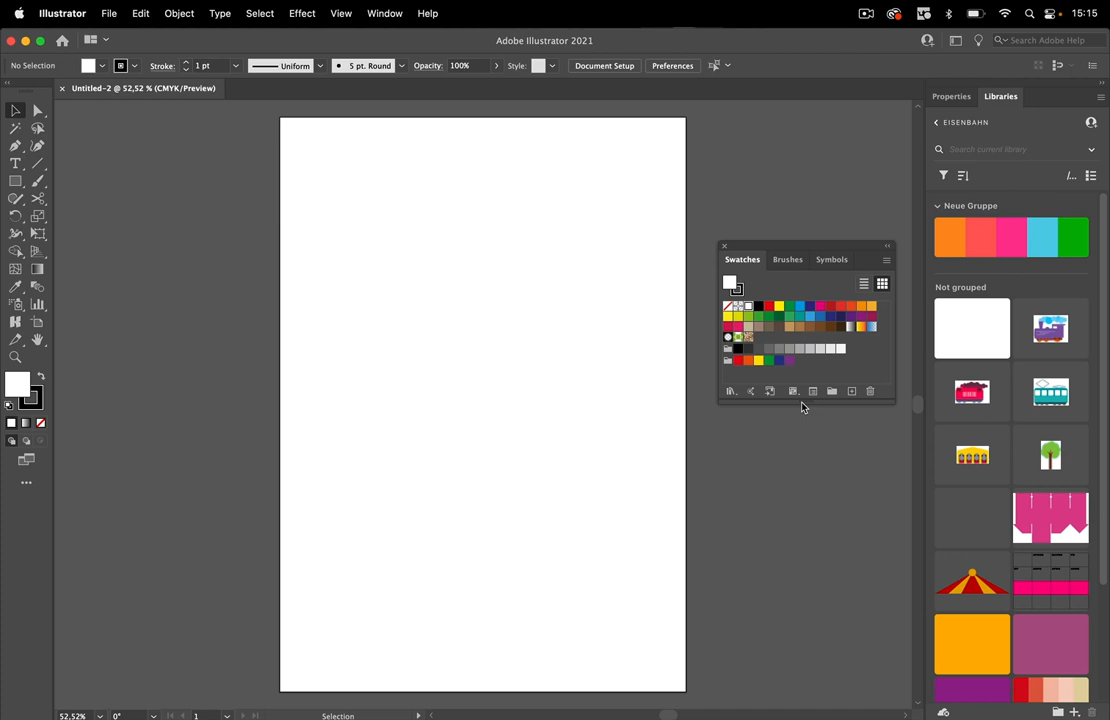 Illustrator File Edit Object Type Select Effect View Window Help 15:15
Adobe Illustrator 2021 Search Adobe Help
No Selection Stroke: 1 pt Uniform 5 pt. Round Opacity: 100% Style: Document Setup Preferences
Untitled-2 @ 52,52 % (CMYK/Preview)
Properties Libraries
EISENBAHN
Search current library
/...
Neue Gruppe
Swatches Brushes Symbols
Not grouped
52,52% 0° 1 Selection